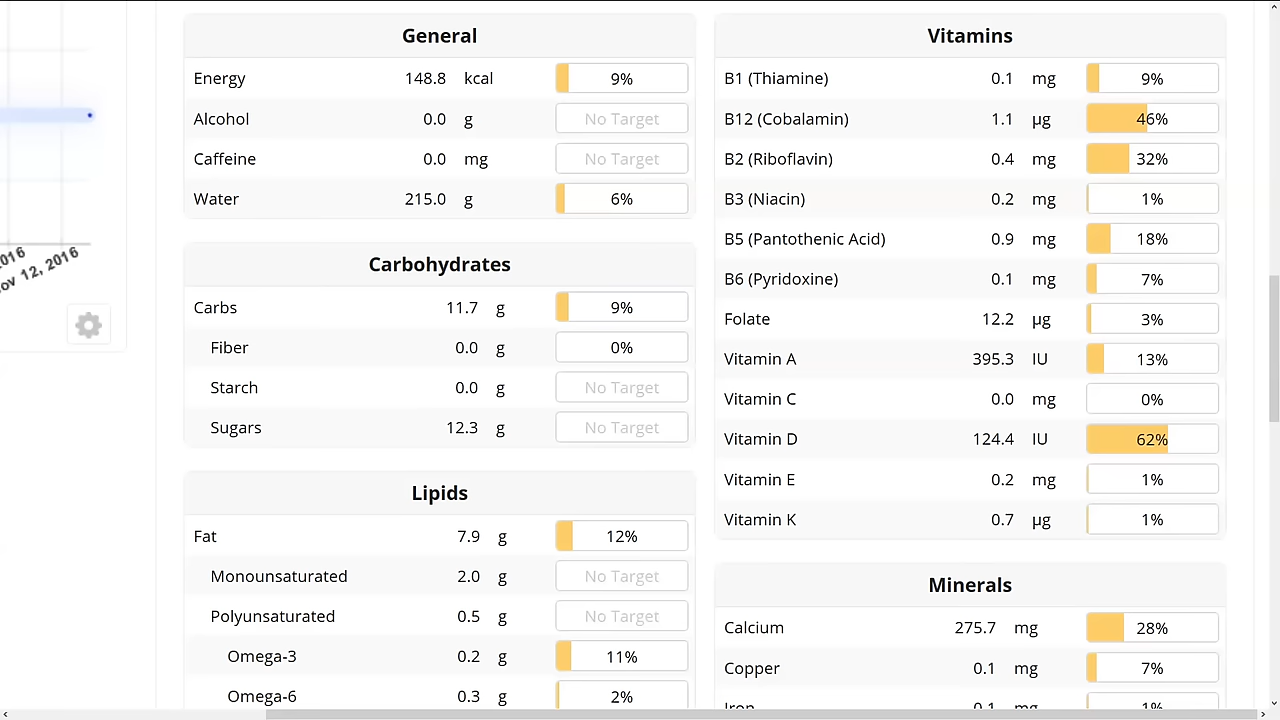 016
ov 12, 2016
General
Energy 148.8 kcal 9%
Alcohol 0.0 g No Target
Caffeine 0.0 mg No Target
Water 215.0 g 6%
Carbohydrates
Carbs 11.7 g 9%
Fiber 0.0 g 0%
Starch 0.0 g No Target
Sugars 12.3 g No Target
Lipids
Fat 7.9 g 12%
Monounsaturated 2.0 g No Target
Polyunsaturated 0.5 g No Target
Omega-3 0.2 g 11%
Omega-6 0.3 g 2%
Vitamins
B1 (Thiamine) 0.1 mg 9%
B12 (Cobalamin) 1.1 µg 46%
B2 (Riboflavin) 0.4 mg 32%
B3 (Niacin) 0.2 mg 1%
B5 (Pantothenic Acid) 0.9 mg 18%
B6 (Pyridoxine) 0.1 mg 7%
Folate 12.2 µg 3%
Vitamin A 395.3 IU 13%
Vitamin C 0.0 mg 0%
Vitamin D 124.4 IU 62%
Vitamin E 0.2 mg 1%
Vitamin K 0.7 µg 1%
Minerals
Calcium 275.7 mg 28%
Copper 0.1 mg 7%
Iron 0.1 mg 1%